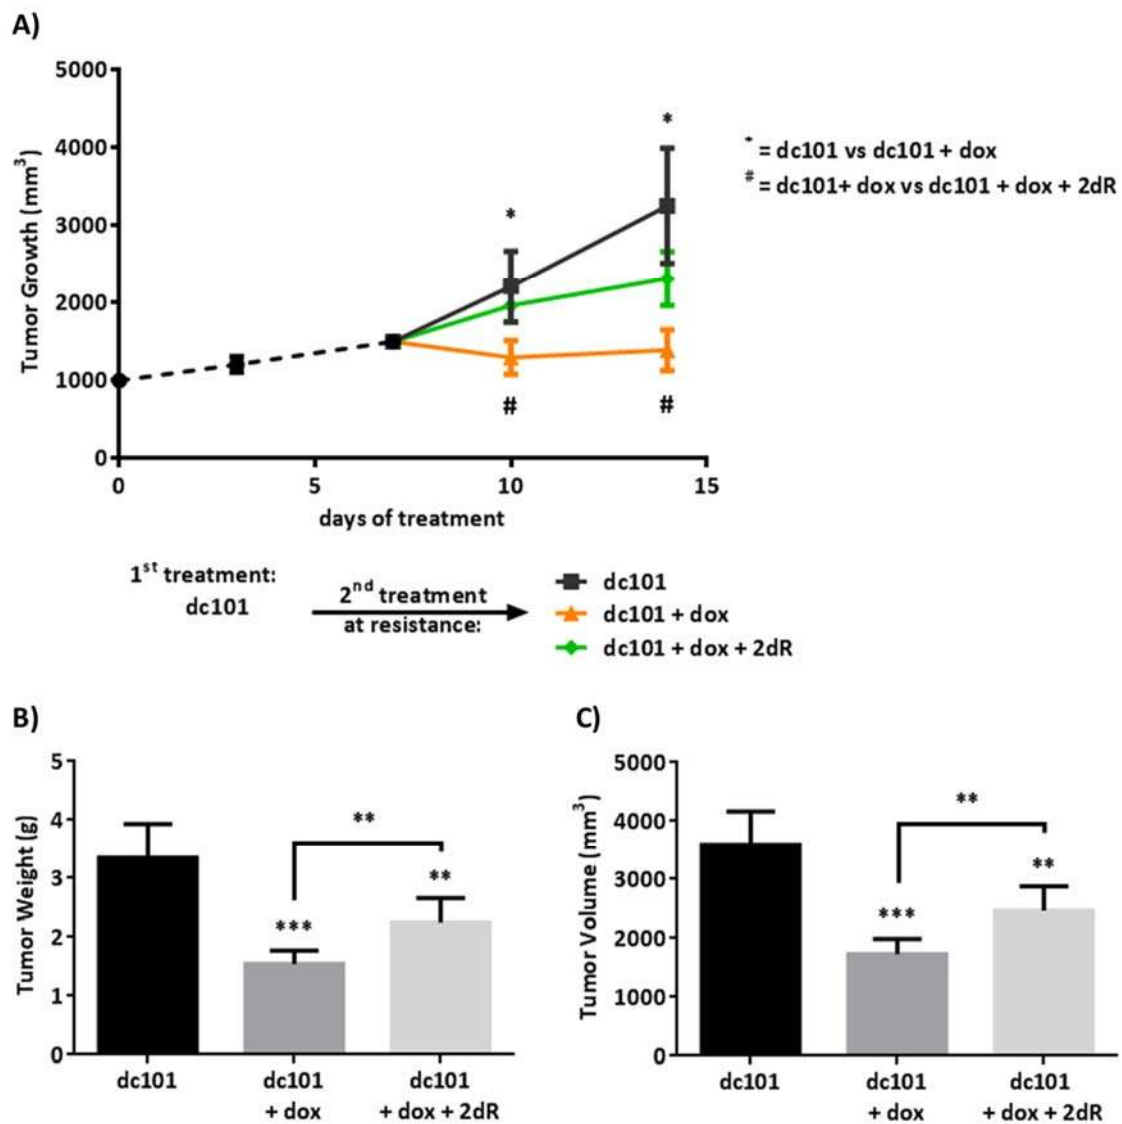 A)
5000
4000
3000
2000
1000
0
Tumor Growth (mm³)
*
*
#
#
0 5 10 15
days of treatment
* = dc101 vs dc101 + dox
# = dc101+ dox vs dc101 + dox + 2dR
1st treatment:
dc101
2nd treatment
at resistance:
dc101
dc101 + dox
dc101 + dox + 2dR
B)
5
4
3
2
1
0
Tumor Weight (g)
**
***
**
dc101
dc101
+ dox
dc101
+ dox + 2dR
C)
5000
4000
3000
2000
1000
0
Tumor Volume (mm³)
**
***
**
dc101
dc101
+ dox
dc101
+ dox + 2dR